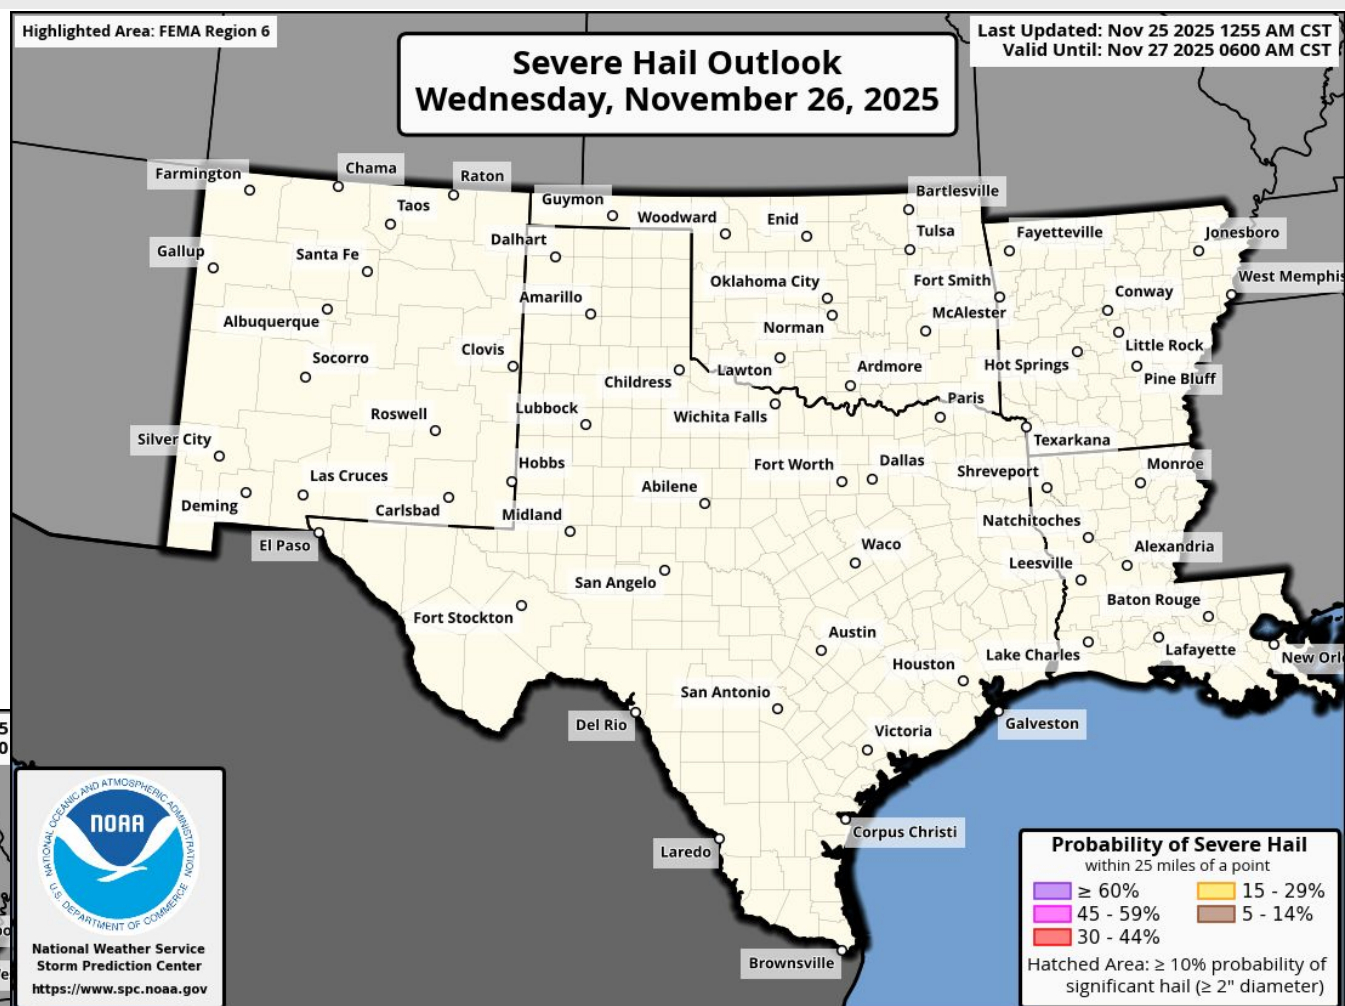 Highlighted Area: FEMA Region 6
Last Updated: Nov 25 2025 1255 AM CST
Valid Until: Nov 27 2025 0600 AM CST
Severe Hail Outlook
Wednesday, November 26, 2025
Farmington
Chama
Raton
Taos
Guymon
Woodward
Enid
Bartlesville
Tulsa
Fayetteville
Jonesboro
Gallup
Santa Fe
Dalhart
Oklahoma City
Fort Smith
West Memphis
Albuquerque
Amarillo
Norman
McAlester
Conway
Little Rock
Socorro
Clovis
Childress
Lawton
Ardmore
Hot Springs
Pine Bluff
Roswell
Lubbock
Wichita Falls
Paris
Silver City
Texarkana
Las Cruces
Hobbs
Abilene
Fort Worth
Dallas
Shreveport
Monroe
Deming
Carlsbad
Midland
Natchitoches
El Paso
San Angelo
Waco
Leesville
Alexandria
Fort Stockton
Baton Rouge
Austin
Houston
Lake Charles
Lafayette
New Orl
San Antonio
Del Rio
Victoria
Galveston
5
0
Laredo
Corpus Christi
Brownsville
NATIONAL OCEANIC AND ATMOSPHERIC ADMINISTRATION
NOAA
U.S. DEPARTMENT OF COMMERCE
National Weather Service
Storm Prediction Center
https://www.spc.noaa.gov
Probability of Severe Hail
within 25 miles of a point
≥ 60%
15 - 29%
45 - 59%
5 - 14%
30 - 44%
Hatched Area: ≥ 10% probability of
significant hail (≥ 2" diameter)